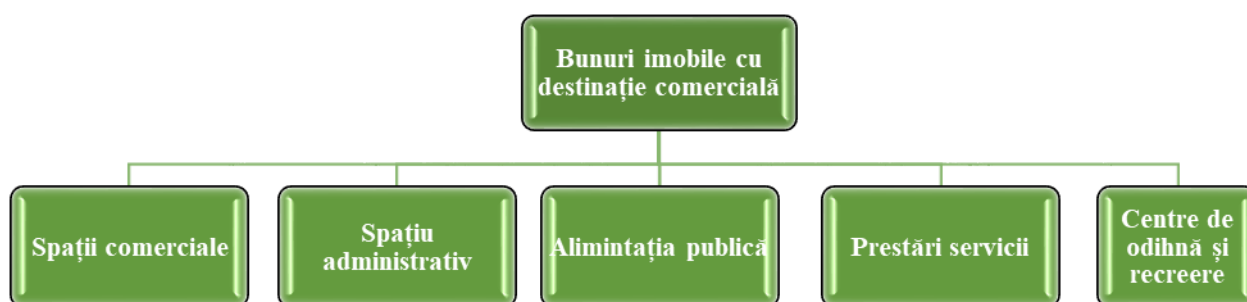 Bunuri imobile cu
destinație comercială
Spații comerciale
Spațiu
administrativ
Alimintația publică
Prestări servicii
Centre de
odihnă și
recreere